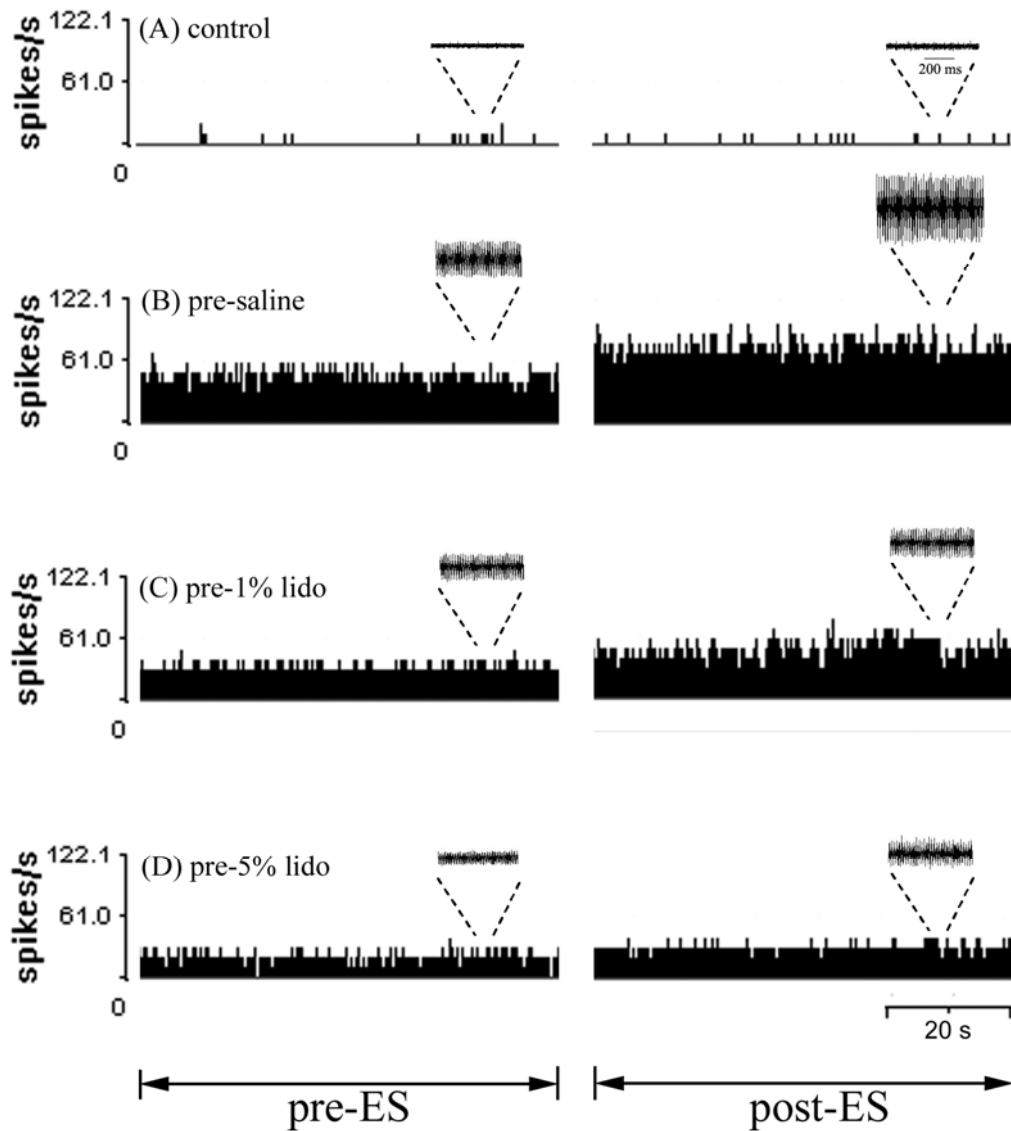 122.1
(A) control
61.0
spikes/s
200 ms
0
122.1
(B) pre-saline
61.0
spikes/s
0
122.1
(C) pre-1% lido
61.0
spikes/s
0
122.1
(D) pre-5% lido
61.0
spikes/s
0
20 s
pre-ES
post-ES